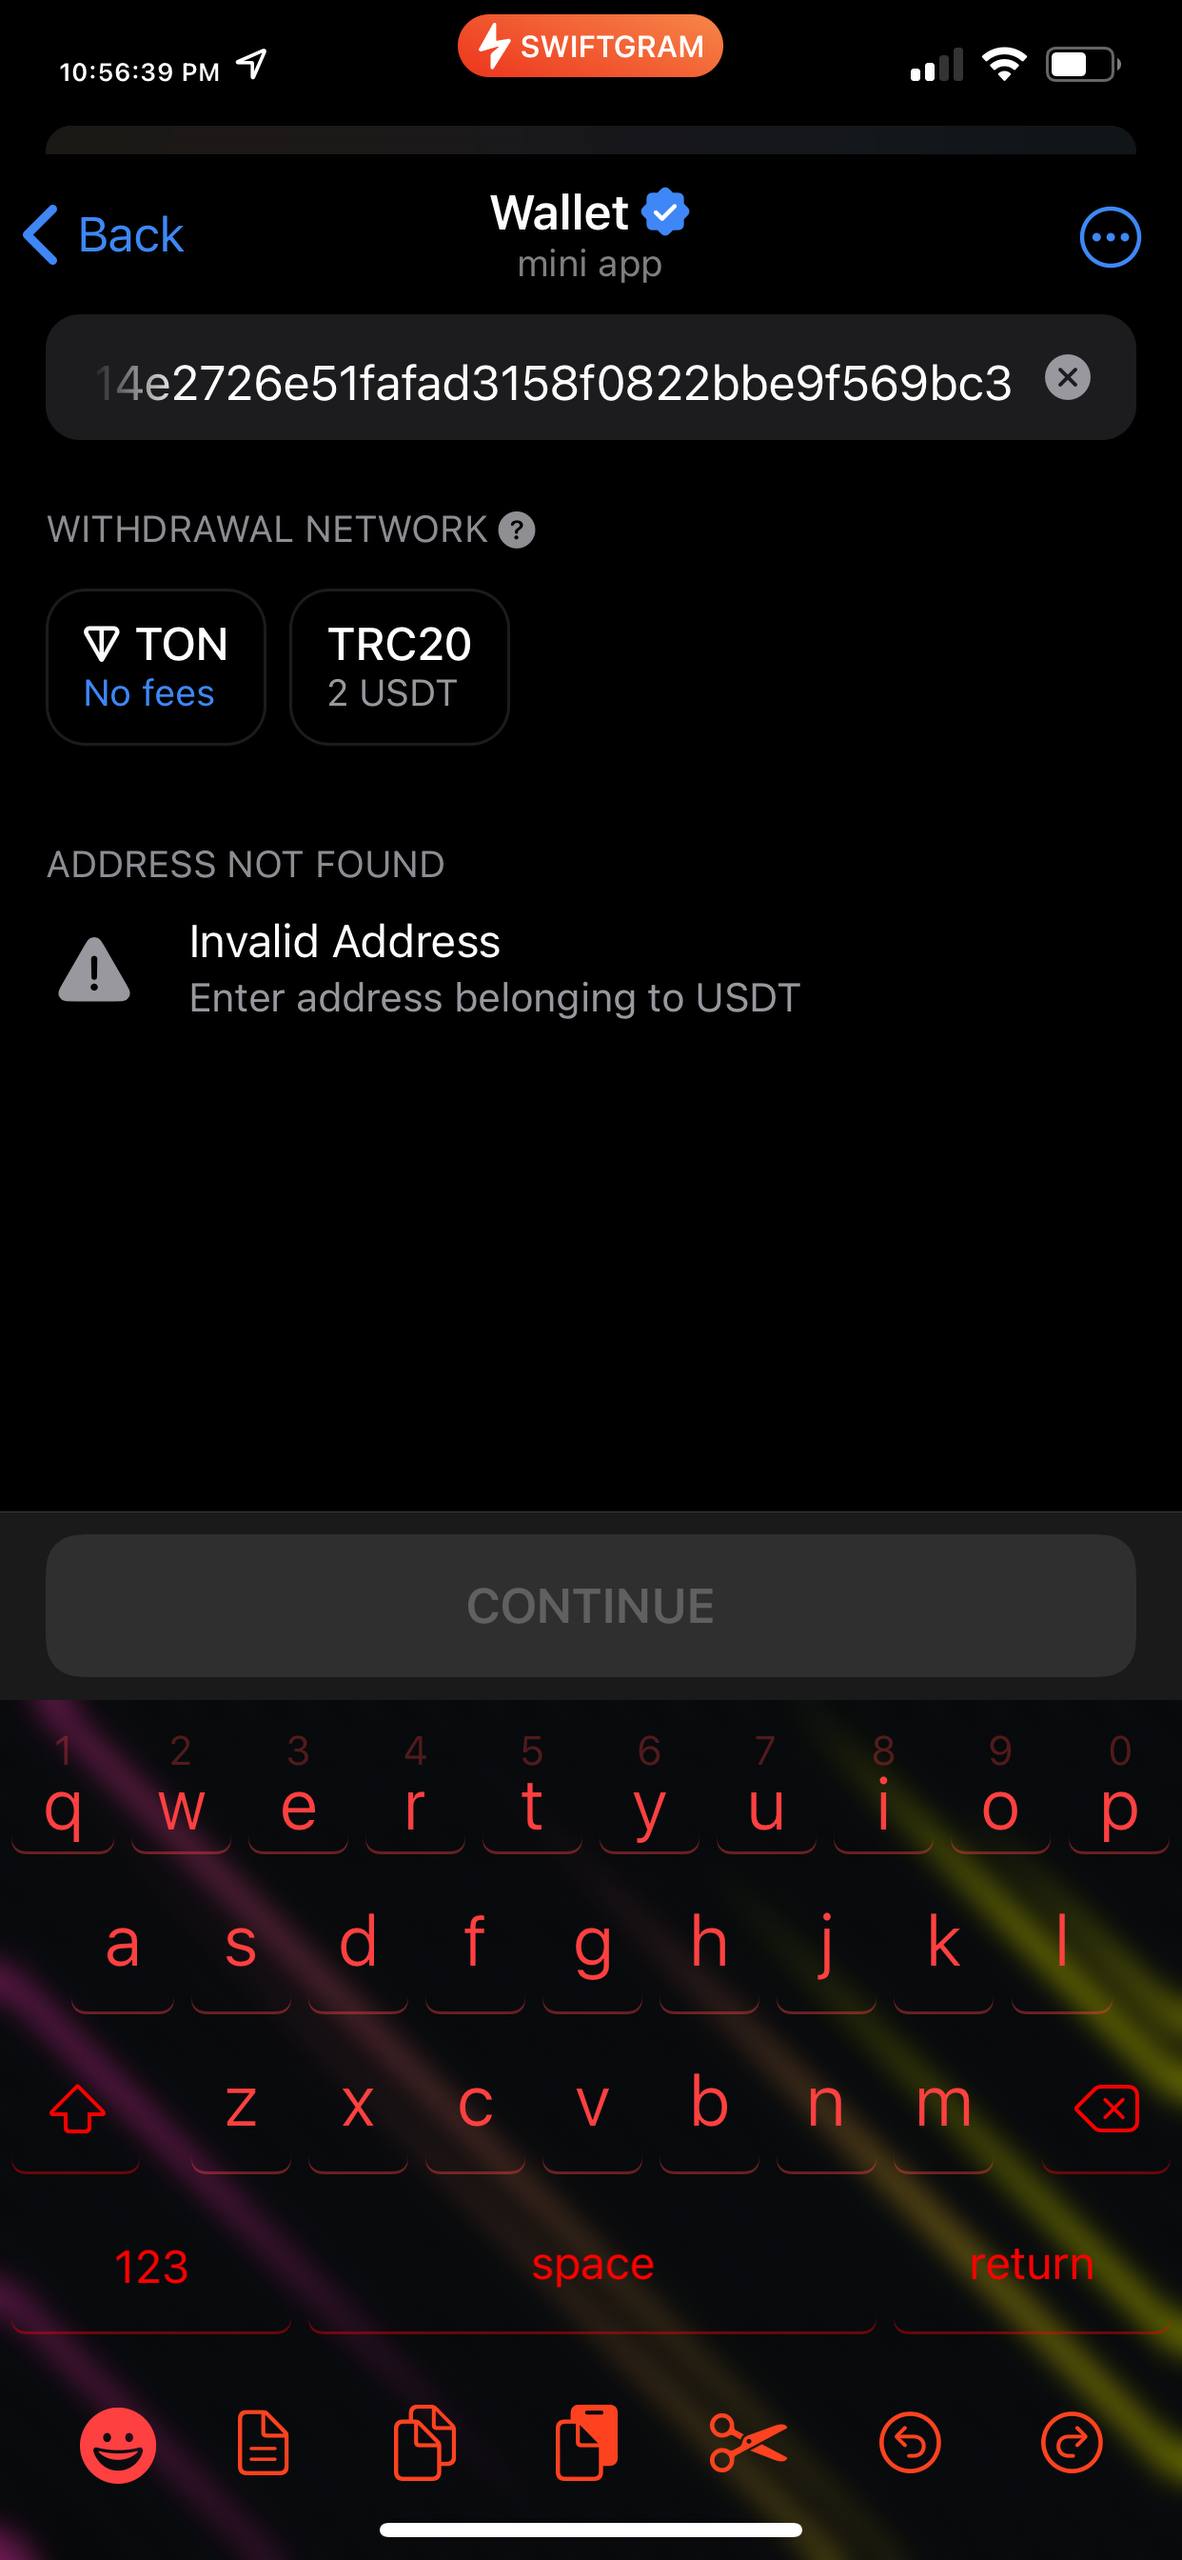 10:56:39 PM
SWIFTGRAM
Back
Wallet
mini app
14e2726e51fafad3158f0822bbe9f569bc3
WITHDRAWAL NETWORK ?
TON
No fees
TRC20
2 USDT
ADDRESS NOT FOUND
Invalid Address
Enter address belonging to USDT
CONTINUE
1 2 3 4 5 6 7 8 9 0
q w e r t y u i o p
a s d f g h j k l
z x c v b n m
123 space return